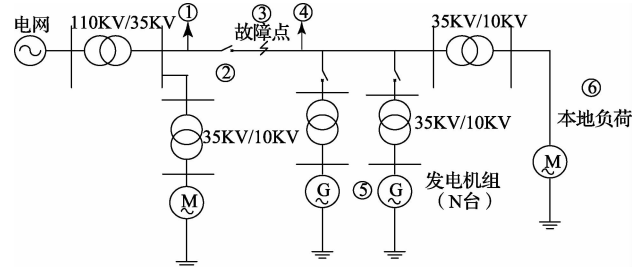 电网
110KV/35KV
①
③
④
故障点
35KV/10KV
②
⑥
本地负荷
35KV/10KV
35KV/10KV
M
G
⑤
G
发电机组
（N台）
M